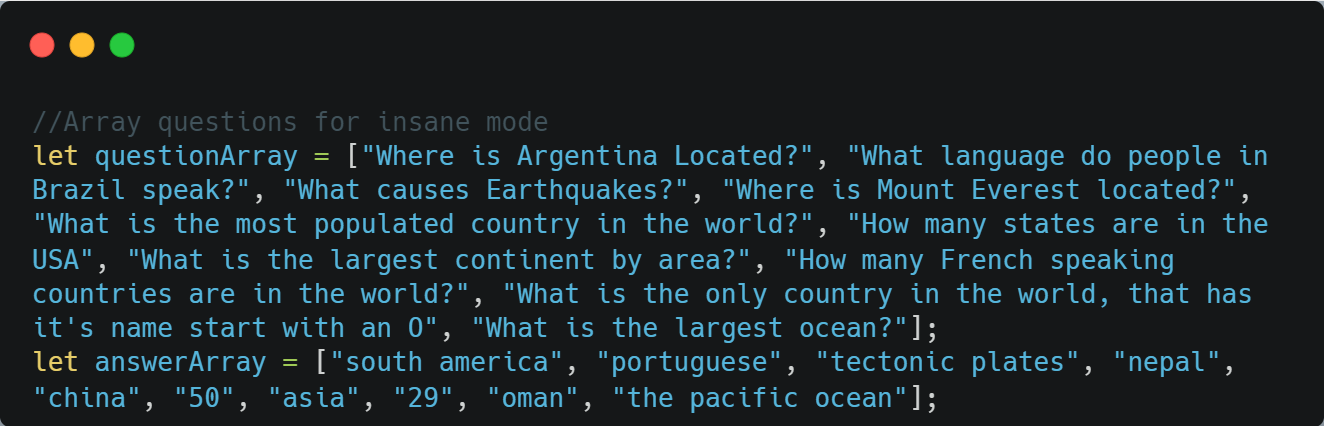 //Array questions for insane mode
let questionArray = ["Where is Argentina Located?", "What language do people in
Brazil speak?", "What causes Earthquakes?", "Where is Mount Everest located?",
"What is the most populated country in the world?", "How many states are in the
USA", "What is the largest continent by area?", "How many French speaking
countries are in the world?", "What is the only country in the world, that has
it's name start with an O", "What is the largest ocean?"];
let answerArray = ["south america", "portuguese", "tectonic plates", "nepal",
"china", "50", "asia", "29", "oman", "the pacific ocean"];